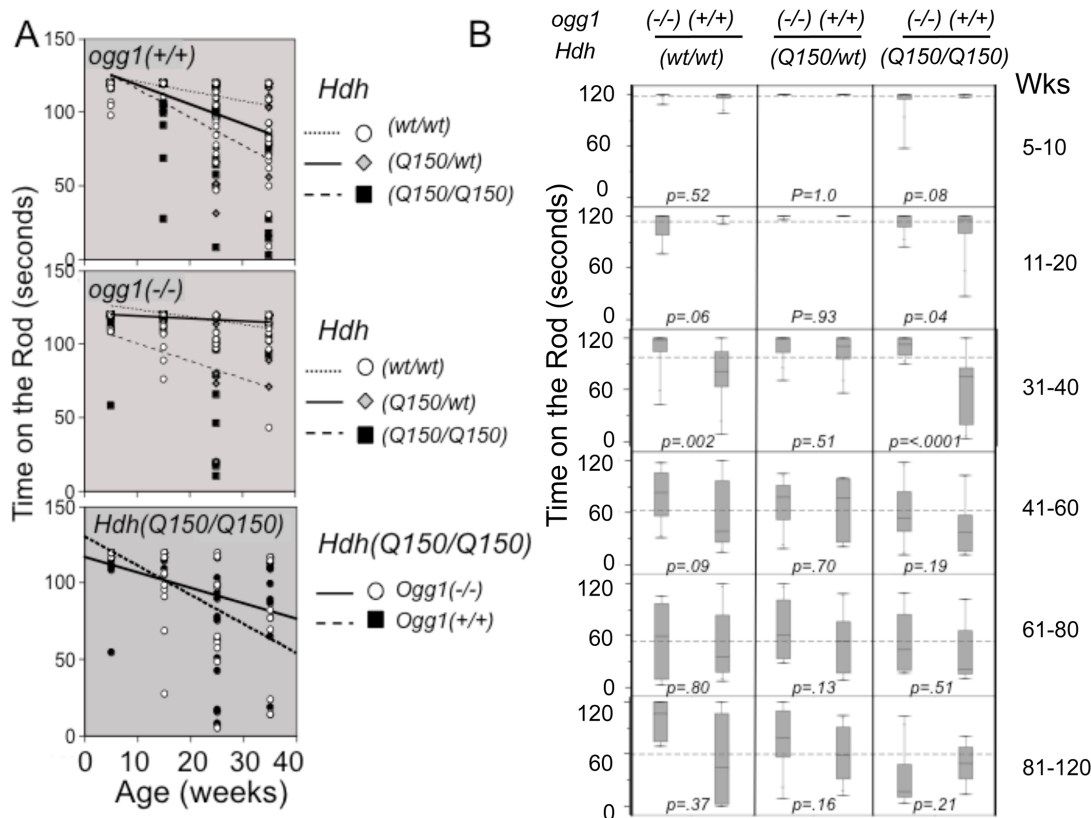 A
Time on the Rod (seconds)
150
100
50
0
ogg1(+/+)
Hdh
(wt/wt)
(Q150/wt)
(Q150/Q150)
150
100
50
0
ogg1(-/-)
Hdh
(wt/wt)
(Q150/wt)
(Q150/Q150)
150
100
50
0
Hdh(Q150/Q150)
Hdh(Q150/Q150)
Ogg1(-/-)
Ogg1(+/+)
0 10 20 30 40
Age (weeks)
B
ogg1 (-/-) (+/+) (-/-) (+/+) (-/-) (+/+)
Hdh (wt/wt) (Q150/wt) (Q150/Q150)
Wks
Time on the Rod (seconds)
120
60
0
p=.52 P=1.0 p=.08
5-10
120
60
0
p=.06 P=.93 p=.04
11-20
120
60
0
p=.002 p=.51 p=<.0001
31-40
120
60
0
p=.09 p=.70 p=.19
41-60
120
60
0
p=.80 p=.13 p=.51
61-80
120
60
0
p=.37 p=.16 p=.21
81-120